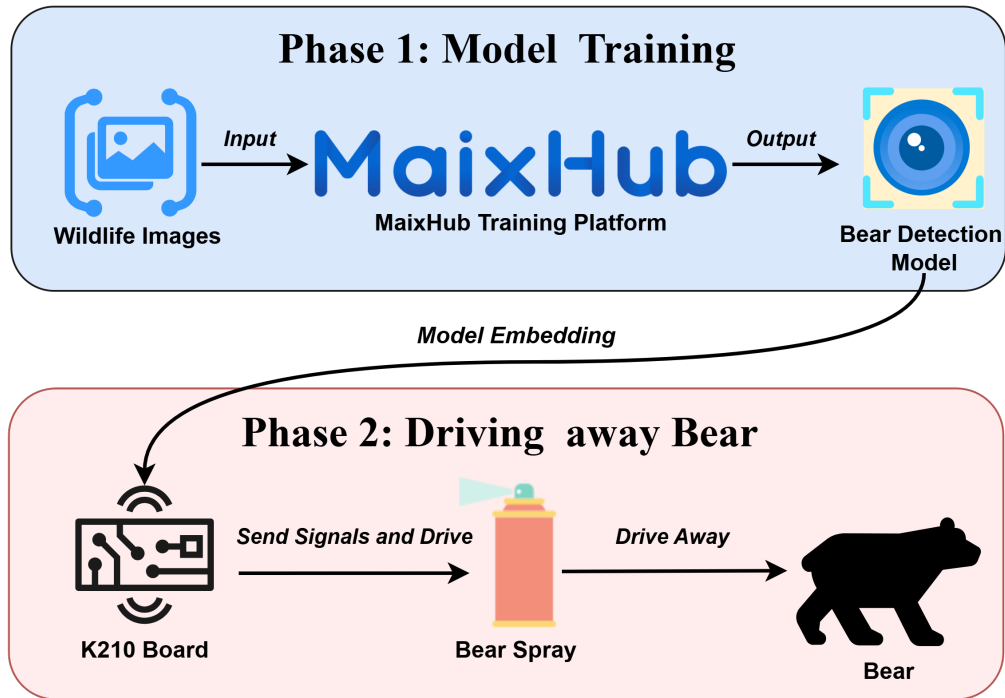 Phase 1: Model Training
Input
Output
MaixHub
Wildlife Images
MaixHub Training Platform
Bear Detection
Model
Model Embedding
Phase 2: Driving away Bear
Send Signals and Drive
Drive Away
K210 Board
Bear Spray
Bear